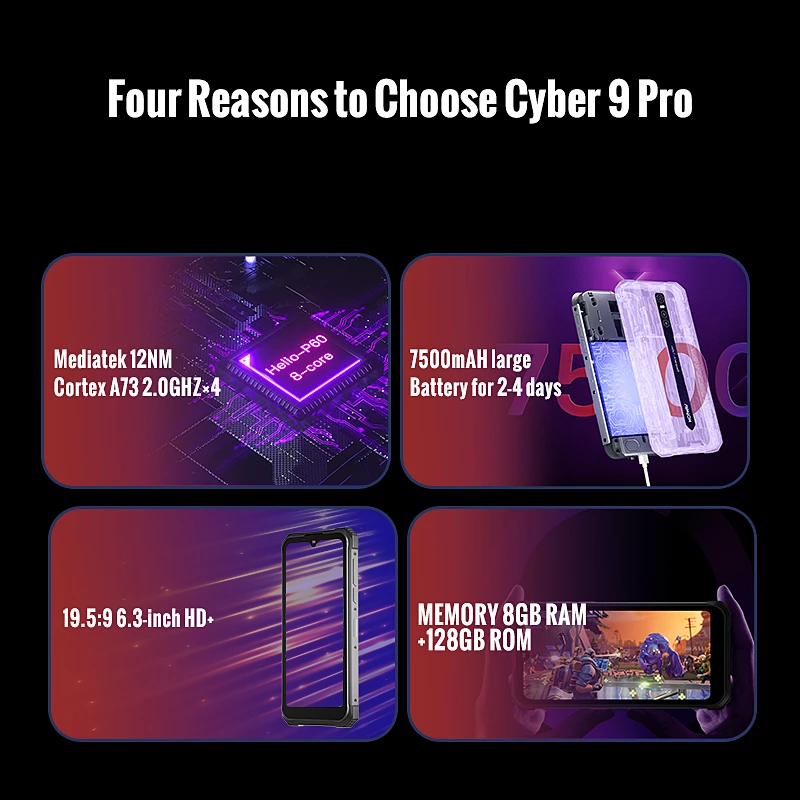 Four Reasons to Choose Cyber 9 Pro
Mediatek 12NM
Cortex A73 2.0GHZ×4
Helio-P60
8-core
7500mAH large
Battery for 2-4 days
7500
19.5:9 6.3-inch HD+
MEMORY 8GB RAM
+128GB ROM